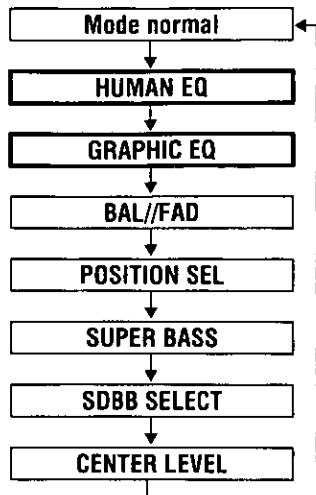 Mode normal
HUMAN EQ
GRAPHIC EQ
BAL//FAD
POSITION SEL
SUPER BASS
SDBB SELECT
CENTER LEVEL